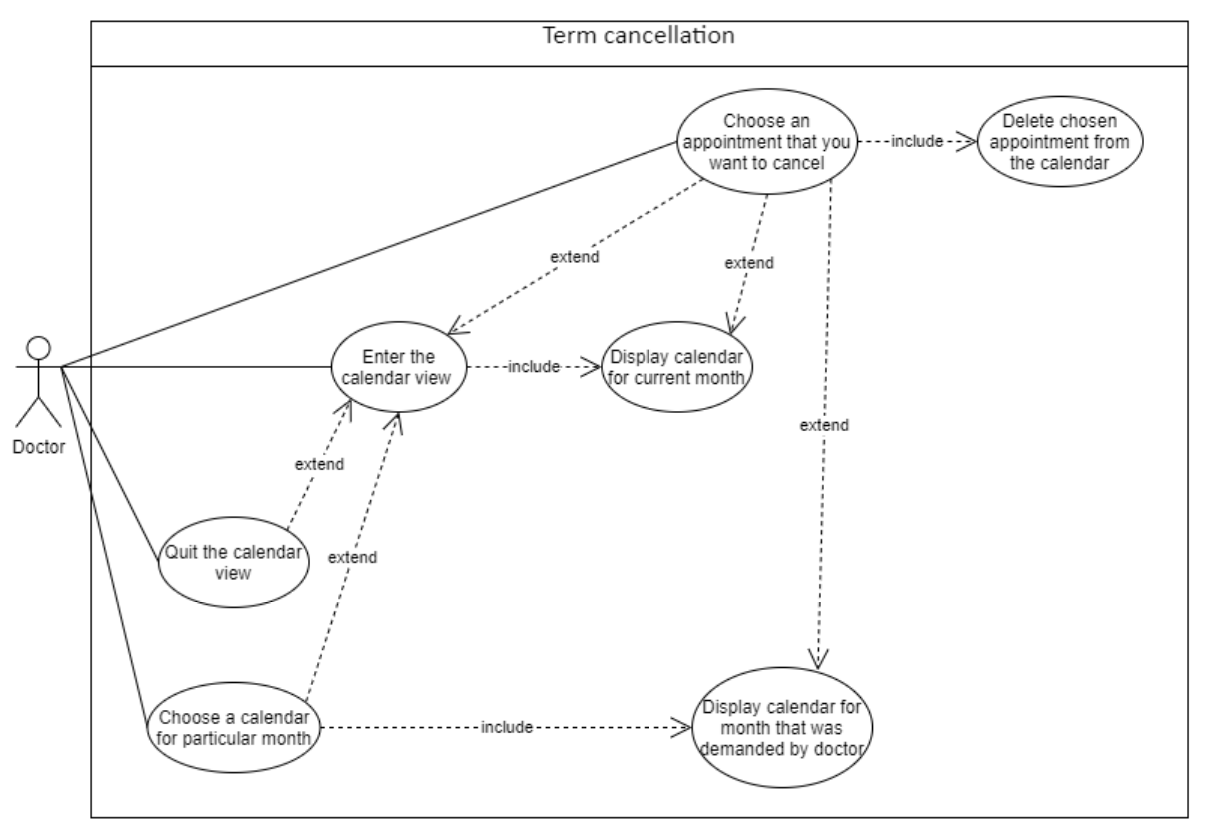 Term cancellation
Choose an
appointment that you
want to cancel
include
Delete chosen
appointment from
the calendar
extend
extend
extend
Enter the
calendar view
include
Display calendar
for current month
Doctor
extend
Quit the calendar
view
extend
Choose a calendar
for particular month
include
Display calendar for
month that was
demanded by doctor